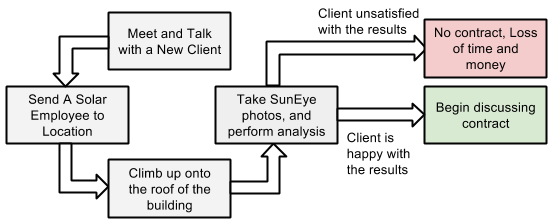 Meet and Talk
with a New Client
Send A Solar
Employee to
Location
Climb up onto
the roof of the
building
Take SunEye
photos, and
perform analysis
Client unsatisfied
with the results
No contract, Loss
of time and
money
Client is
happy with
the results
Begin discussing
contract